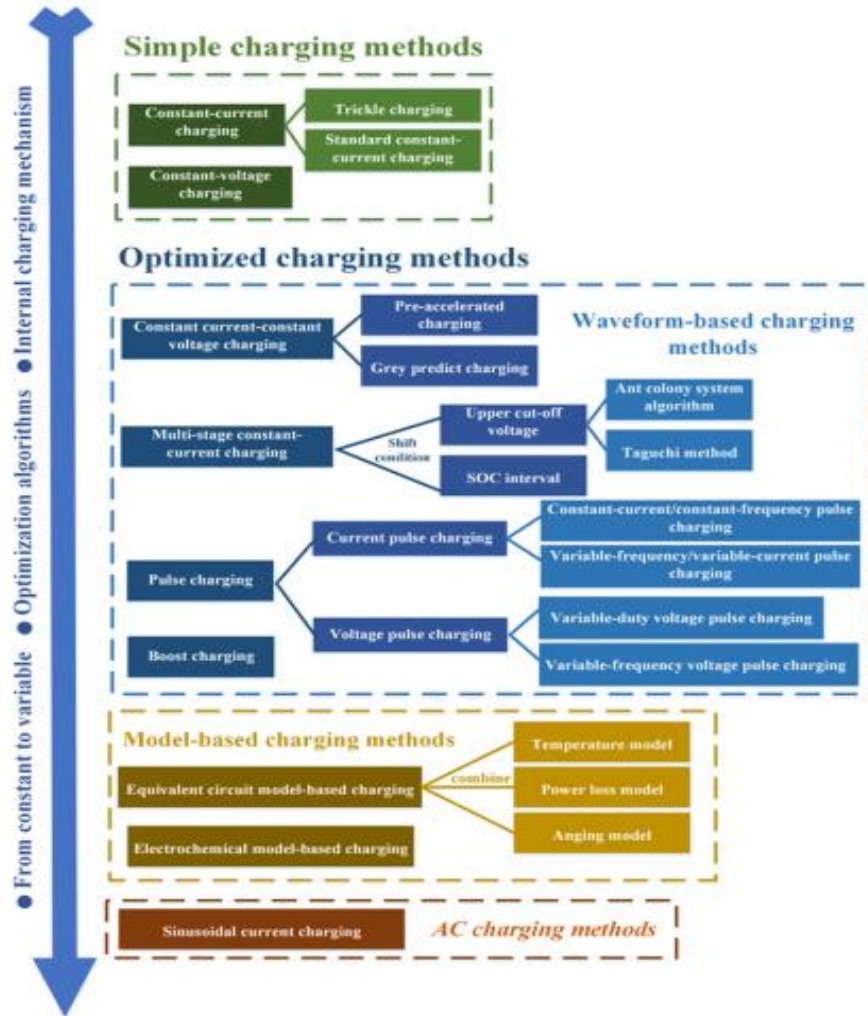 Simple charging methods
Constant-current
charging
Trickle charging
Standard constant-
current charging
Constant-voltage
charging
Optimized charging methods
Waveform-based charging
methods
Constant current-constant
voltage charging
Pre-accelerated
charging
Grey predict charging
Multi-stage constant-
current charging
Shift
condition
Upper cut-off
voltage
SOC interval
Ant colony system
algorithm
Taguchi method
Pulse charging
Current pulse charging
Constant-current/constant-frequency pulse
charging
Variable-frequency/variable-current pulse
charging
Voltage pulse charging
Variable-duty voltage pulse charging
Variable-frequency voltage pulse charging
Boost charging
Model-based charging methods
Equivalent circuit model-based charging
combine
Temperature model
Power loss model
Anging model
Electrochemical model-based charging
Sinusoidal current charging
AC charging methods
● From constant to variable ● Optimization algorithms ● Internal charging mechanism